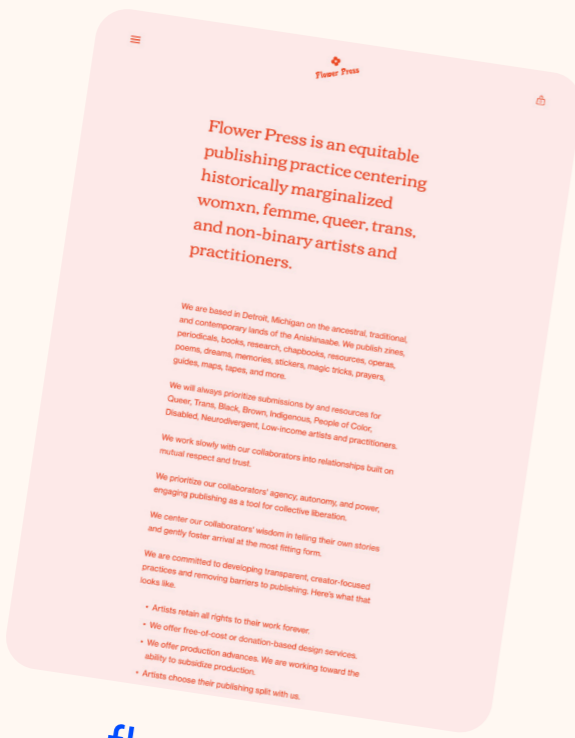 Flower Press
Flower Press is an equitable
publishing practice centering
historically marginalized
womxn, femme, queer, trans,
and non-binary artists and
practitioners.
We are based in Detroit, Michigan on the ancestral, traditional,
and contemporary lands of the Anishinaabe. We publish zines,
periodicals, books, research, chapbooks, resources, operas,
poems, dreams, memories, stickers, magic tricks, prayers,
guides, maps, tapes, and more.
We will always prioritize submissions by and resources for
Queer, Trans, Black, Brown, Indigenous, People of Color,
Disabled, Neurodivergent, Low-income artists and practitioners.
We work slowly with our collaborators into relationships built on
mutual respect and trust.
We prioritize our collaborators' agency, autonomy, and power,
engaging publishing as a tool for collective liberation.
We center our collaborators' wisdom in telling their own stories
and gently foster arrival at the most fitting form.
We are committed to developing transparent, creator-focused
practices and removing barriers to publishing. Here's what that
looks like.
• Artists retain all rights to their work forever.
• We offer free-of-cost or donation-based design services.
• We offer production advances. We are working toward the
ability to subsidize production.
• Artists choose their publishing split with us.